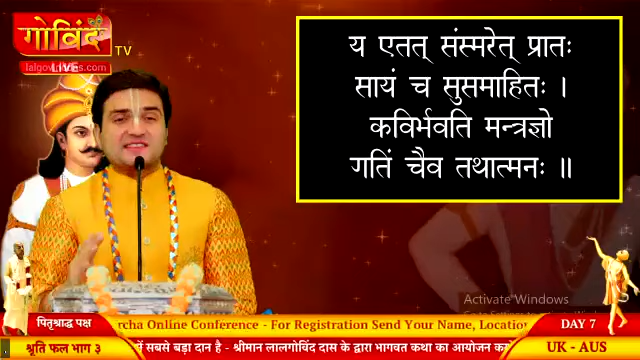 गोविंद
TV
LIVE
य एतत् संस्मरेत् प्रातः
सायं च सुसमाहितः ।
कविर्भवति मन्त्रज्ञो
गतिं चैव तथात्मनः ॥
Activate Windows
पितृश्राद्ध पक्ष
Online Conference - For Registration Send Your Name, Location
DAY 7
श्रृति फल भाग ३
में सबसे बड़ा दान है - श्रीमान लालगोविंद दास के द्वारा भागवत कथा का आयोजन
UK - AUS